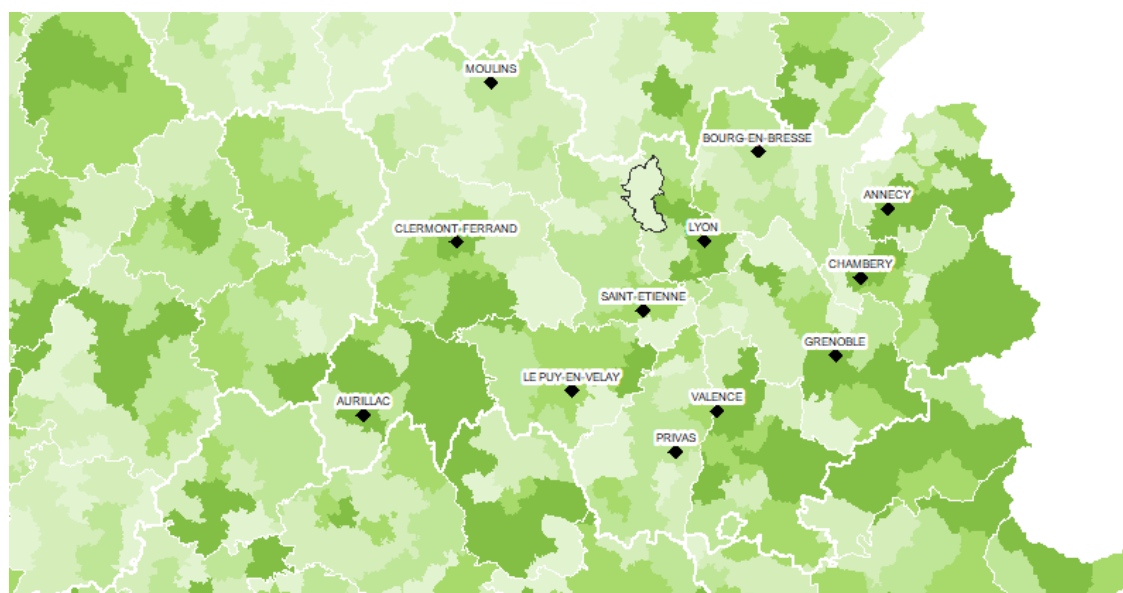 MOULINS
BOURG-EN-BRESSE
ANNECY
CLERMONT-FERRAND
LYON
CHAMBERY
SAINT-ETIENNE
GRENOBLE
LE PUY-EN-VELAY
AURILLAC
VALENCE
PRIVAS